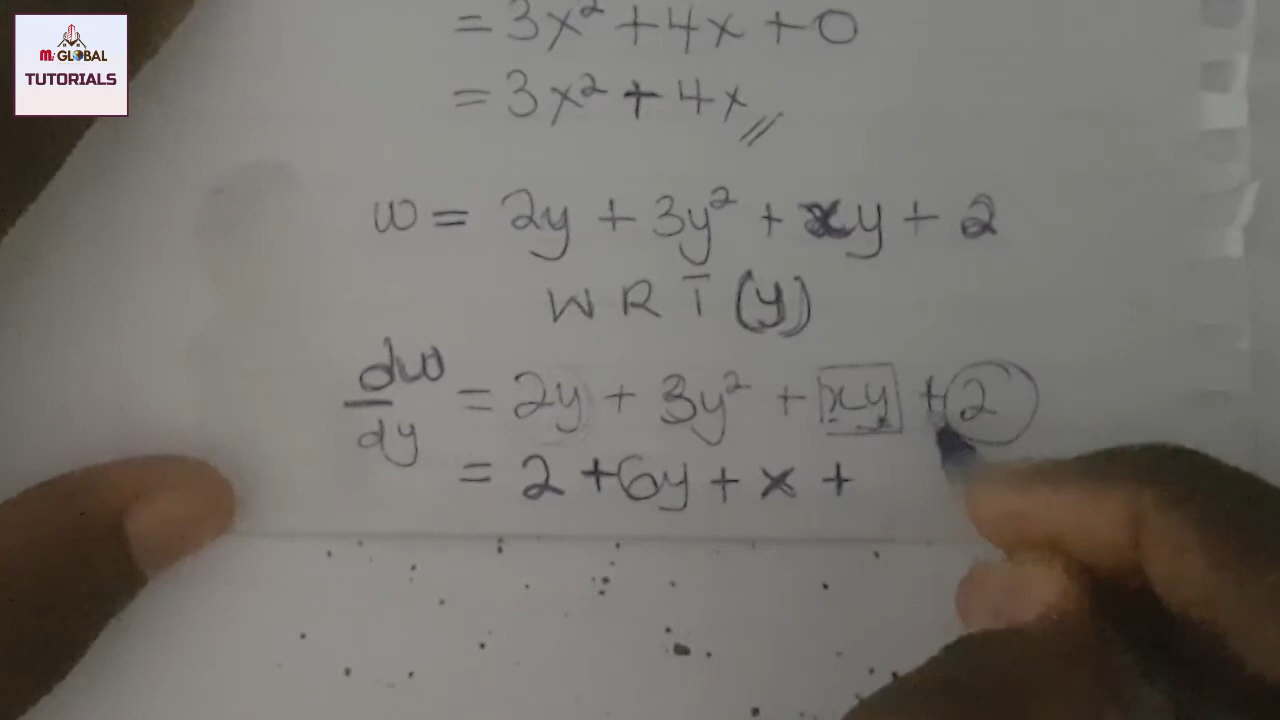 Mi GLOBAL
TUTORIALS
= 3x² + 4x + 0
= 3x² + 4x //
w = 2y + 3y² + xy + 2
W R T (y)
dw/dy = 2y + 3y² + xy + 2
= 2 + 6y + x +